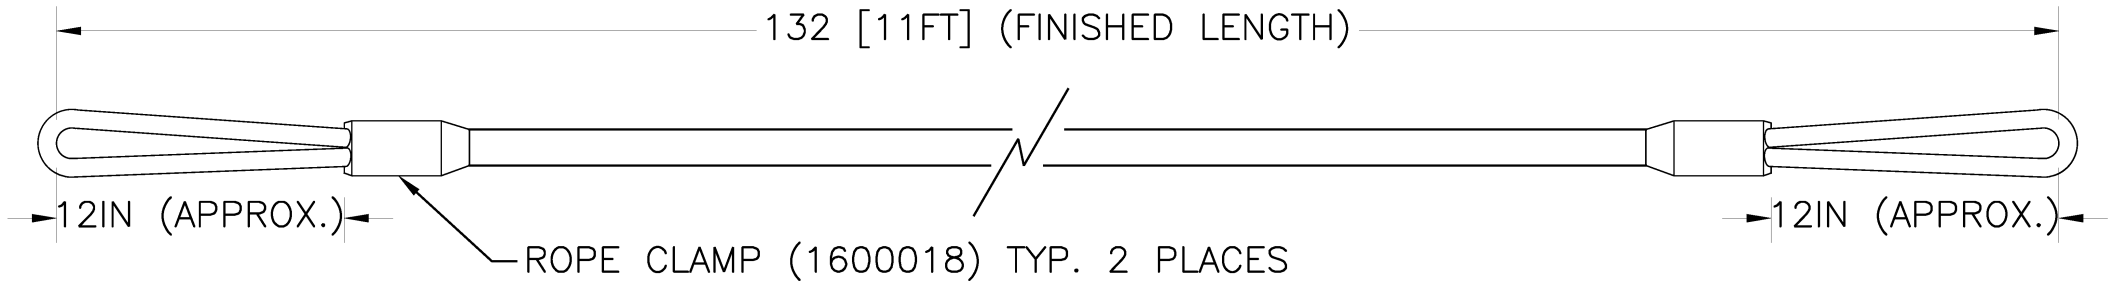 132 [11FT] (FINISHED LENGTH)
12IN (APPROX.)
12IN (APPROX.)
ROPE CLAMP (1600018) TYP. 2 PLACES